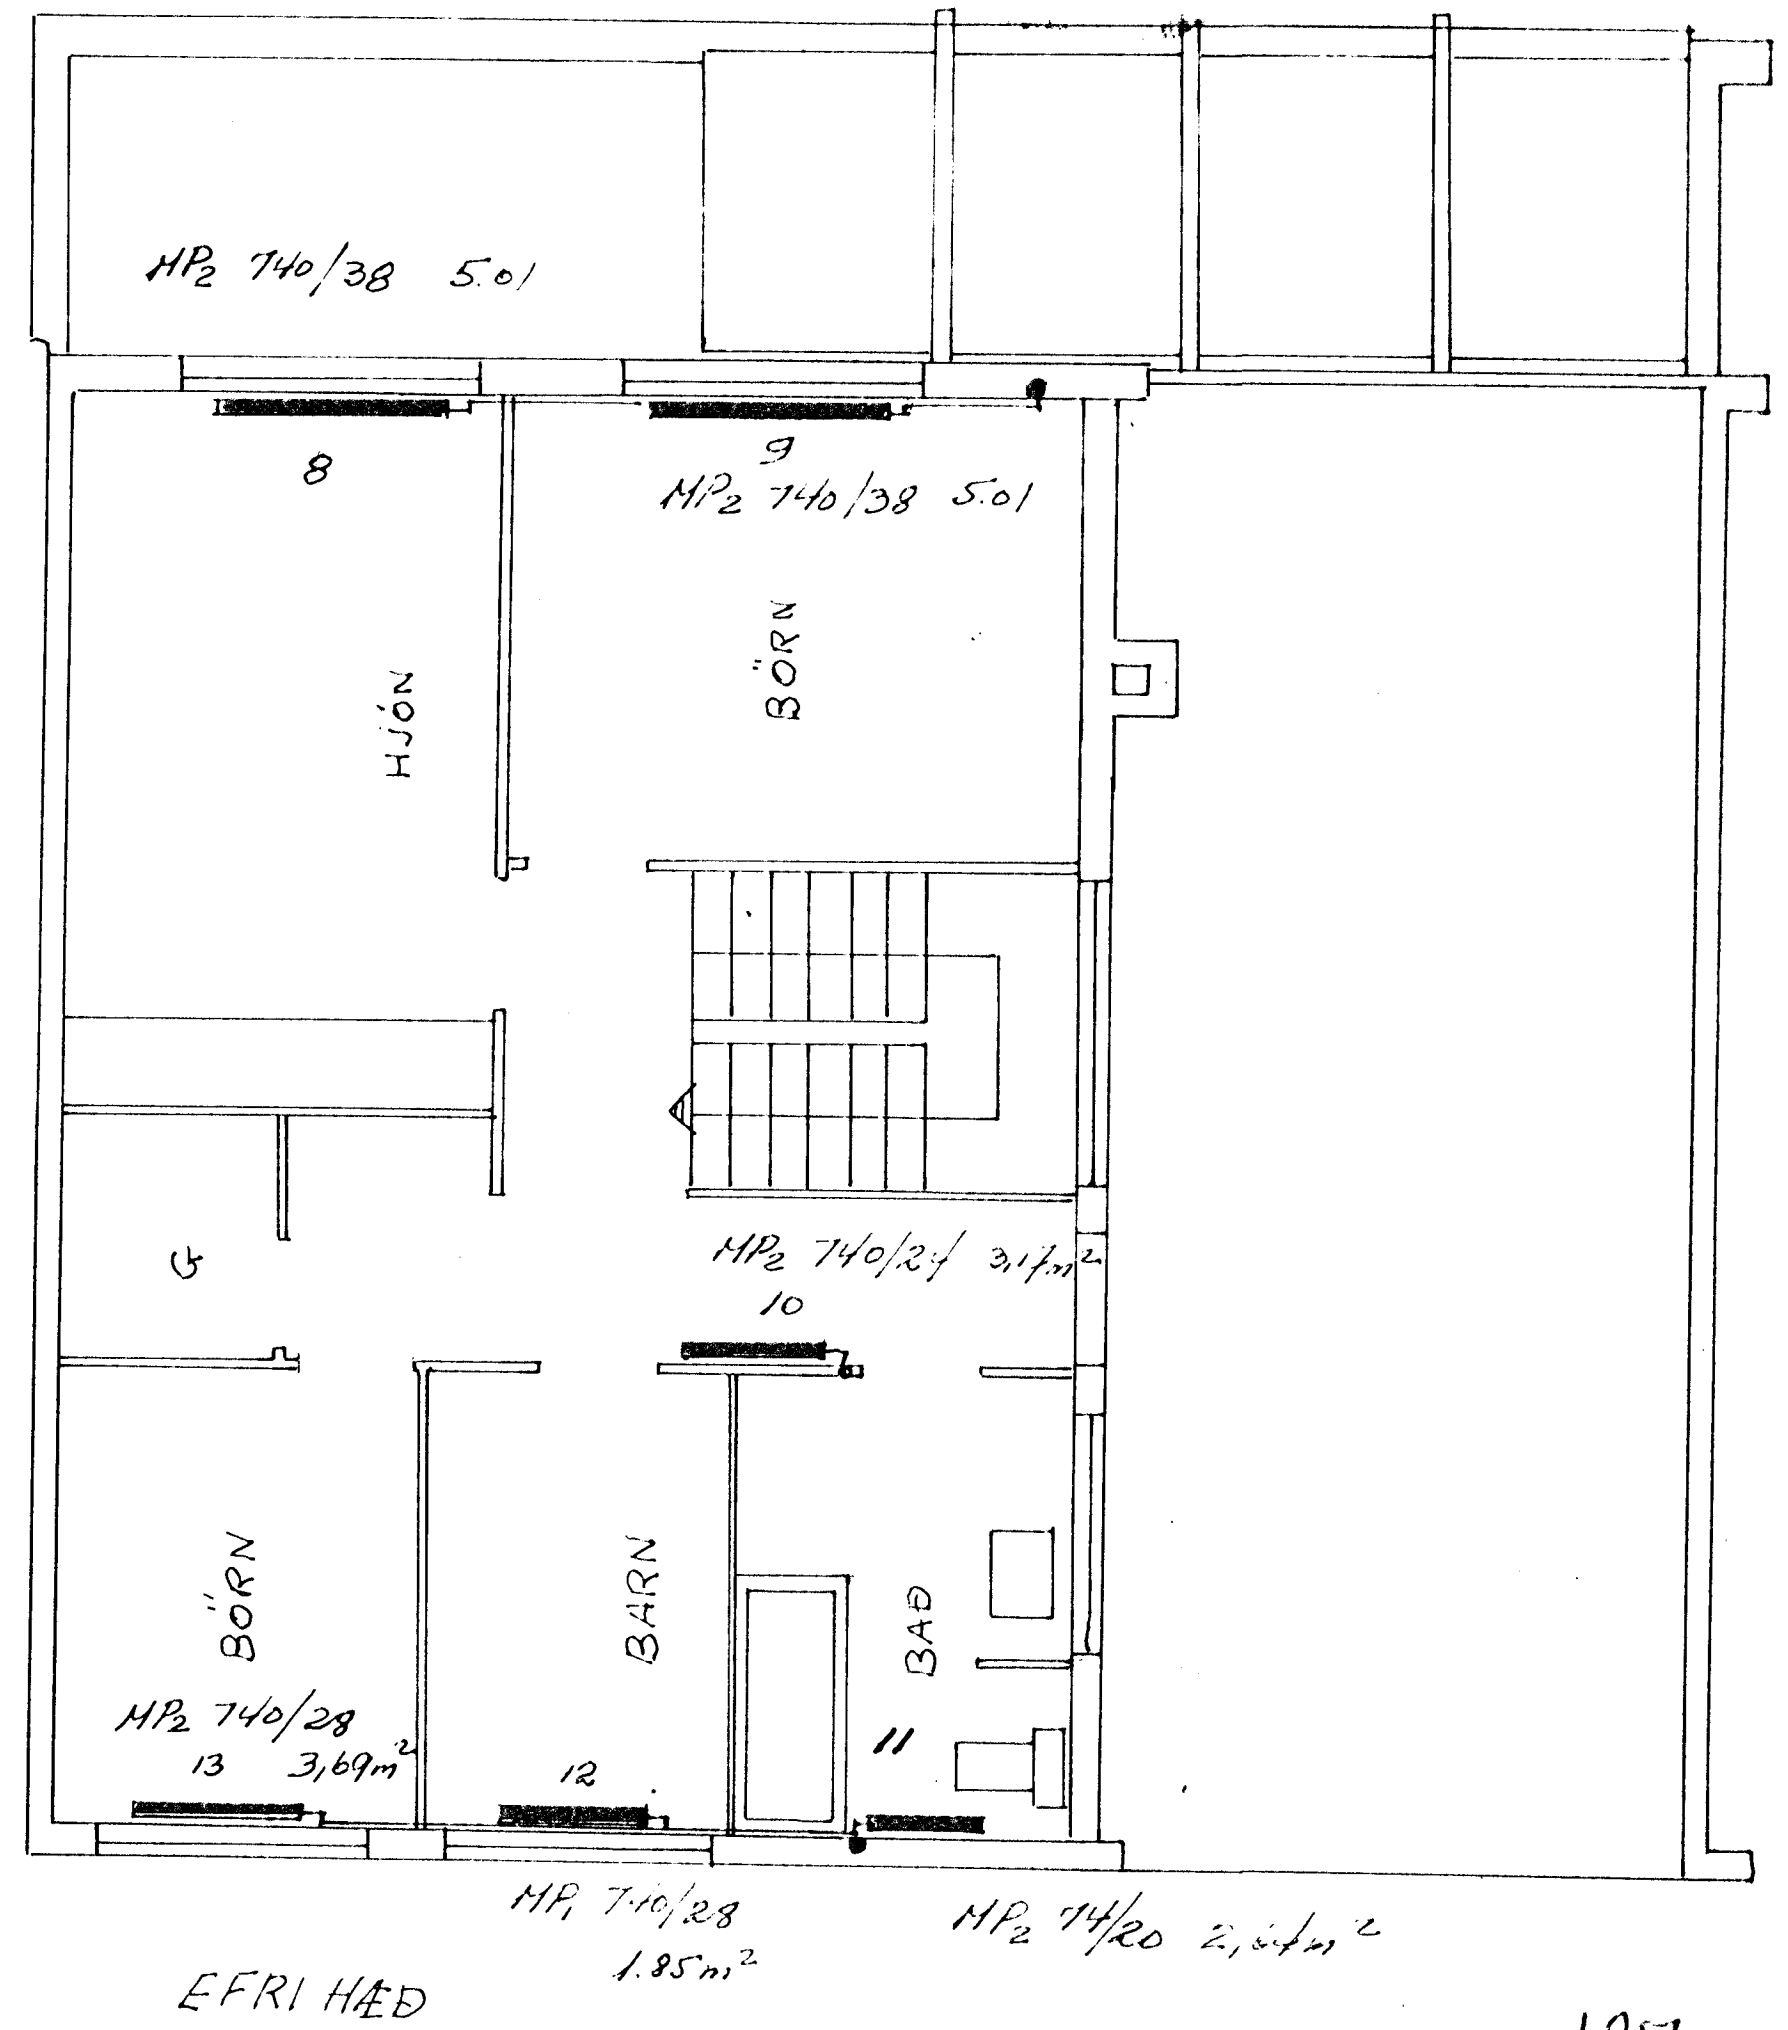 MP2 740/38 5.01
8
9
MP2 740/38 5.01
HJÓN
BÖRN
MP2 740/24 3,17m²
10
G
BÖRN
BARN
BAÐ
MP2 740/28
13 3,69m²
12
11
MP1 740/28
1.85m²
MP2 74/20
EFRI HÆÐ